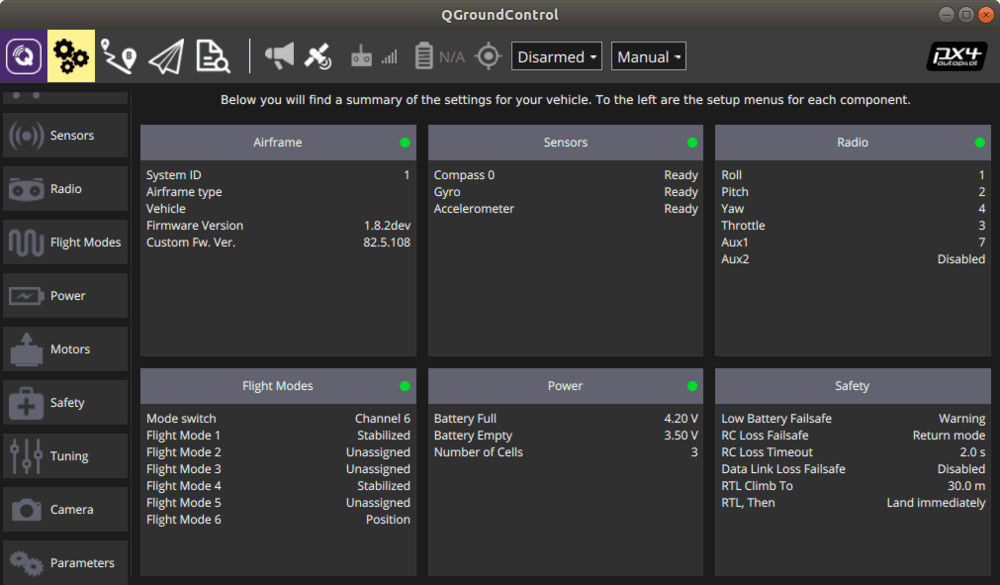 QGroundControl
N/A
Disarmed
Manual
PX4
autopilot
Below you will find a summary of the settings for your vehicle. To the left are the setup menus for each component.
Sensors
Radio
Flight Modes
Power
Motors
Safety
Tuning
Camera
Parameters
Airframe
System ID 1
Airframe type
Vehicle
Firmware Version 1.8.2dev
Custom Fw. Ver. 82.5.108
Sensors
Compass 0 Ready
Gyro Ready
Accelerometer Ready
Radio
Roll 1
Pitch 2
Yaw 4
Throttle 3
Aux1 7
Aux2 Disabled
Flight Modes
Mode switch Channel 6
Flight Mode 1 Stabilized
Flight Mode 2 Unassigned
Flight Mode 3 Unassigned
Flight Mode 4 Stabilized
Flight Mode 5 Unassigned
Flight Mode 6 Position
Power
Battery Full 4.20 V
Battery Empty 3.50 V
Number of Cells 3
Safety
Low Battery Failsafe Warning
RC Loss Failsafe Return mode
RC Loss Timeout 2.0 s
Data Link Loss Failsafe Disabled
RTL Climb To 30.0 m
RTL, Then Land immediately